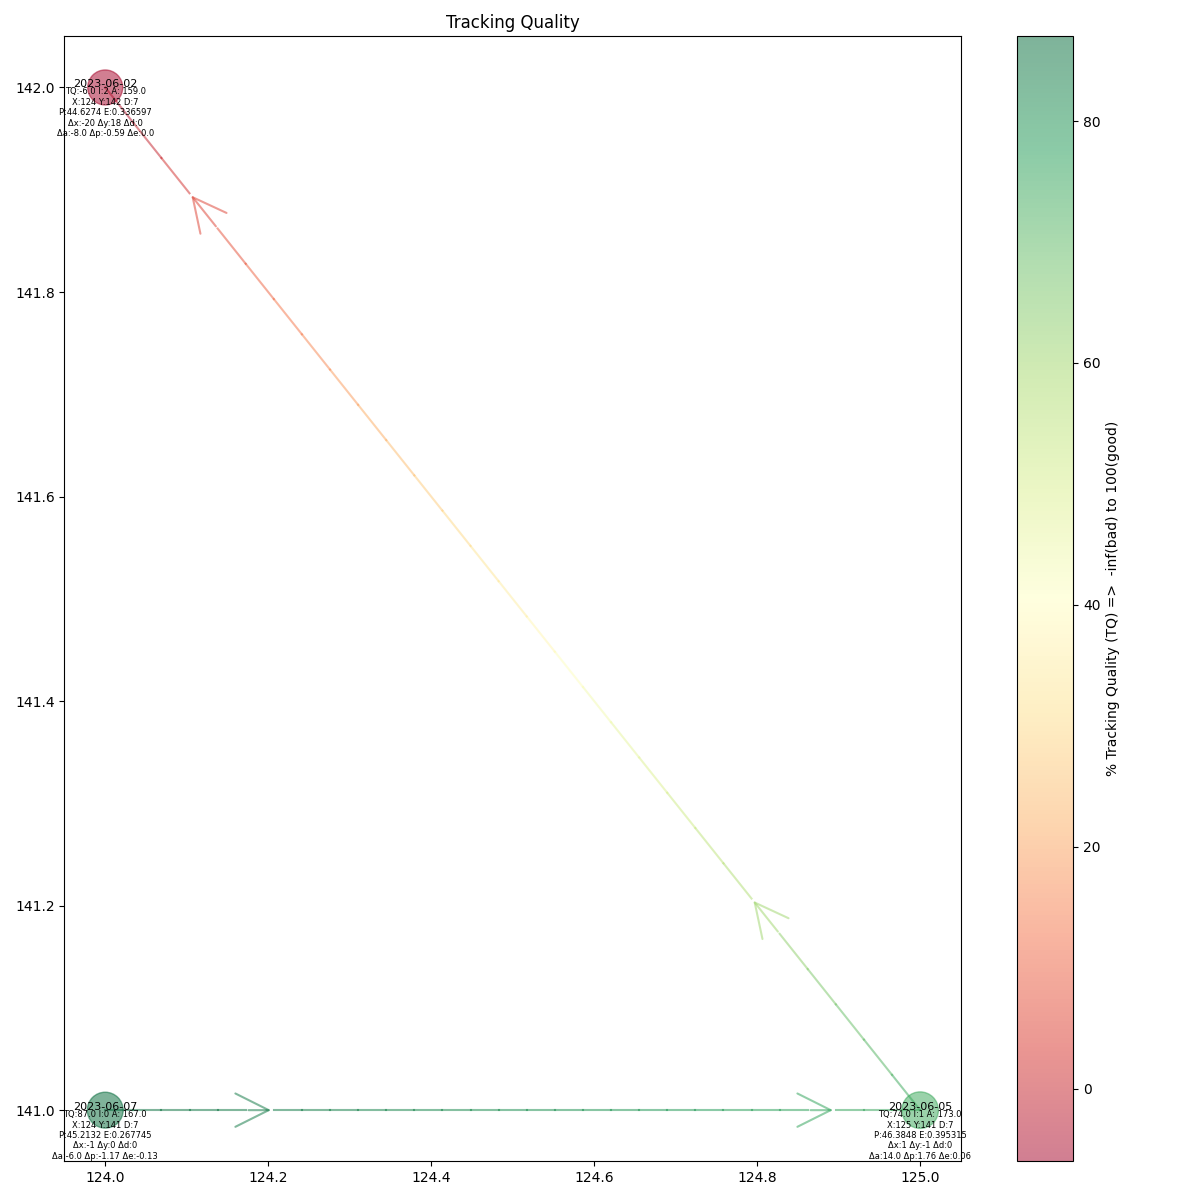 Tracking Quality
142.0
141.8
141.6
141.4
141.2
141.0
2023-06-02
TQ:-6.0 I:2 A: 159.0
X:124 Y:142 D:7
P:44.6274 E:0.336597
Δx:-20 Δy:18 Δd:0
Δa:-8.0 Δp:-0.59 Δe:0.0
2023-06-07
TQ:87.0 I:0 A: 167.0
X:124 Y:141 D:7
P:45.2132 E:0.267745
Δx:-1 Δy:0 Δd:0
Δa:-6.0 Δp:-1.17 Δe:-0.13
2023-06-05
TQ:74.0 I:1 A: 173.0
X:125 Y:141 D:7
P:46.3848 E:0.395315
Δx:1 Δy:-1 Δd:0
Δa:14.0 Δp:1.76 Δe:0.06
124.0
124.2
124.4
124.6
124.8
125.0
80
60
40
20
0
% Tracking Quality (TQ) =>  -inf(bad) to 100(good)